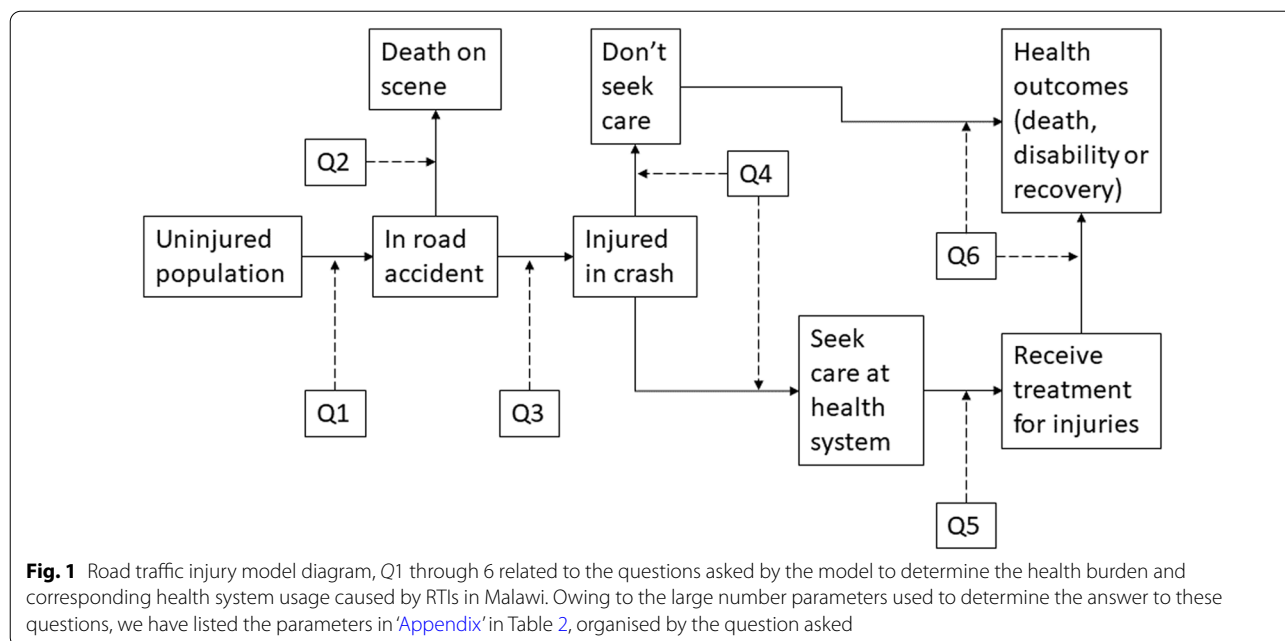 Death on
scene
Don't
seek
care
Health
outcomes
(death,
disability or
recovery)
Q2
Q4
Uninjured
population
In road
accident
Injured
in crash
Q6
Seek
care at
health
system
Receive
treatment
for injuries
Q1
Q3
Q5
Fig. 1 Road traffic injury model diagram, Q1 through 6 related to the questions asked by the model to determine the health burden and
corresponding health system usage caused by RTIs in Malawi. Owing to the large number parameters used to determine the answer to these
questions, we have listed the parameters in 'Appendix' in Table 2, organised by the question asked